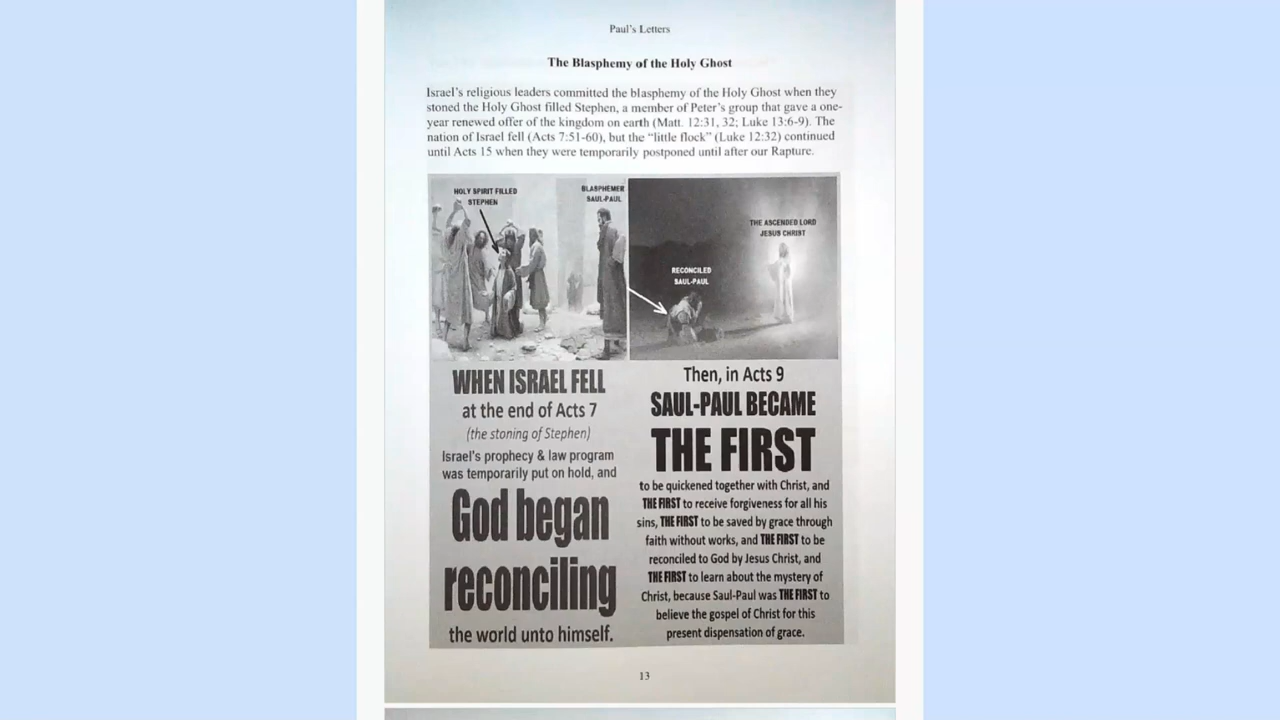 Paul's Letters
The Blasphemy of the Holy Ghost
Israel's religious leaders committed the blasphemy of the Holy Ghost when they
stoned the Holy Ghost filled Stephen, a member of Peter's group that gave a one-
year renewed offer of the kingdom on earth (Matt. 12:31, 32; Luke 13:6-9). The
nation of Israel fell (Acts 7:51-60), but the "little flock" (Luke 12:32) continued
until Acts 15 when they were temporarily postponed until after our Rapture.
HOLY SPIRIT FILLED
STEPHEN
BLASPHEMER
SAUL-PAUL
RECONCILED
SAUL-PAUL
THE ASCENDED LORD
JESUS CHRIST
WHEN ISRAEL FELL
at the end of Acts 7
(the stoning of Stephen)
Israel's prophecy & law program
was temporarily put on hold, and
God began
reconciling
the world unto himself.
Then, in Acts 9
SAUL-PAUL BECAME
THE FIRST
to be quickened together with Christ, and
THE FIRST to receive forgiveness for all his
sins, THE FIRST to be saved by grace through
faith without works, and THE FIRST to be
reconciled to God by Jesus Christ, and
THE FIRST to learn about the mystery of
Christ, because Saul-Paul was THE FIRST to
believe the gospel of Christ for this
present dispensation of grace.
13